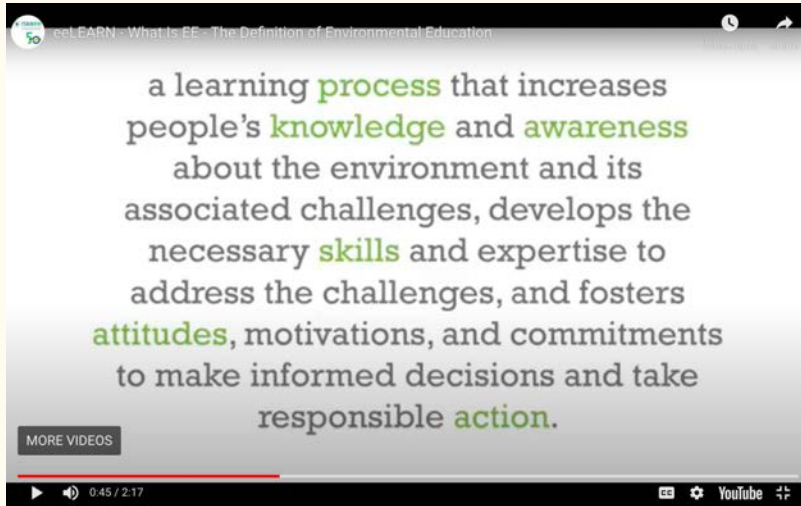 eeLEARN - What Is EE - The Definition of Environmental Education
a learning process that increases
people's knowledge and awareness
about the environment and its
associated challenges, develops the
necessary skills and expertise to
address the challenges, and fosters
attitudes, motivations, and commitments
to make informed decisions and take
responsible action.
MORE VIDEOS
0:45 / 2:17
CC
YouTube